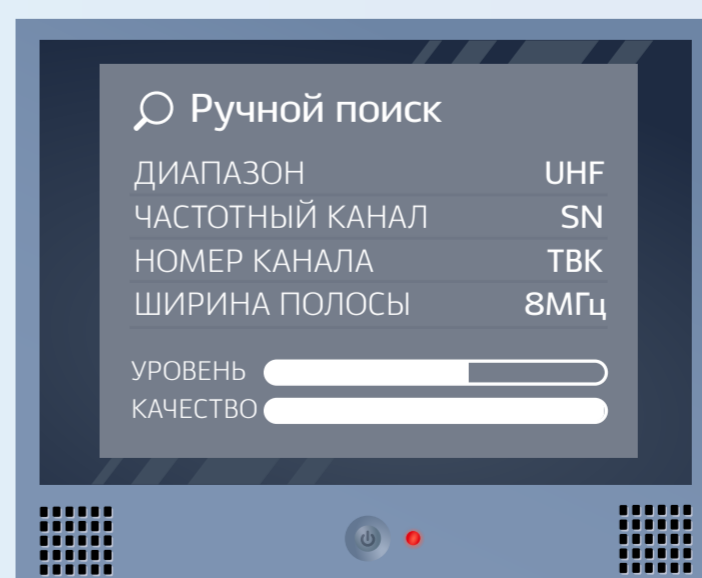 Ручной поиск
ДИАПАЗОН UHF
ЧАСТОТНЫЙ КАНАЛ SN
НОМЕР КАНАЛА ТВК
ШИРИНА ПОЛОСЫ 8МГц
УРОВЕНЬ
КАЧЕСТВО